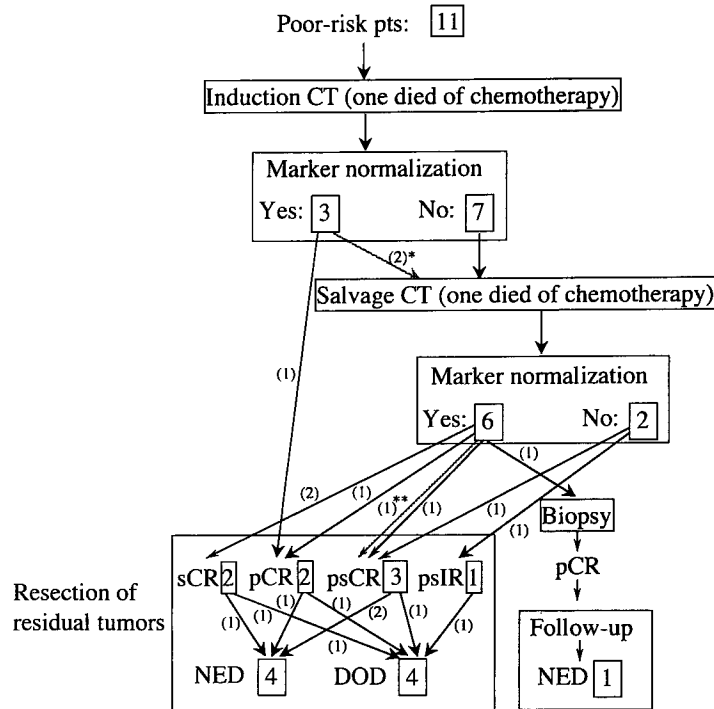 Poor-risk pts: 11
Induction CT (one died of chemotherapy)
Marker normalization
Yes: 3 No: 7
(2)*
Salvage CT (one died of chemotherapy)
(1)
Marker normalization
Yes: 6 No: 2
(1)
(2) (1) (1)** (1) (1) (1)
Biopsy
pCR
sCR 2 pCR 2 psCR 3 psIR 1
Resection of
residual tumors
(1) (1) (1) (1) (2) (1) (1)
(1)
NED 4 DOD 4
Follow-up
NED 1